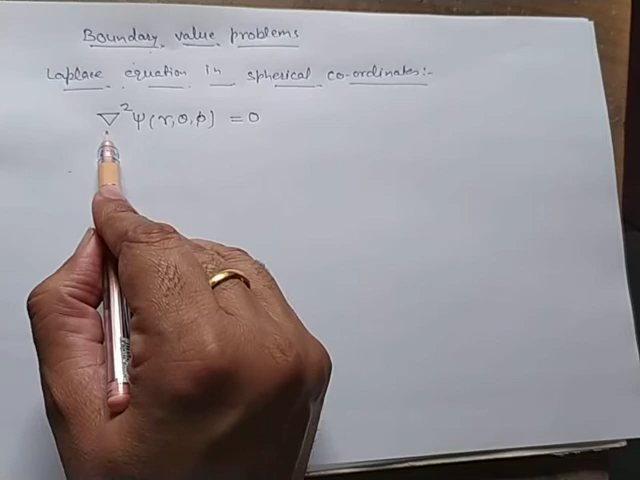 Boundary value problems
Laplace equation in spherical co-ordinates:-
∇²ψ(r,θ,φ) = 0